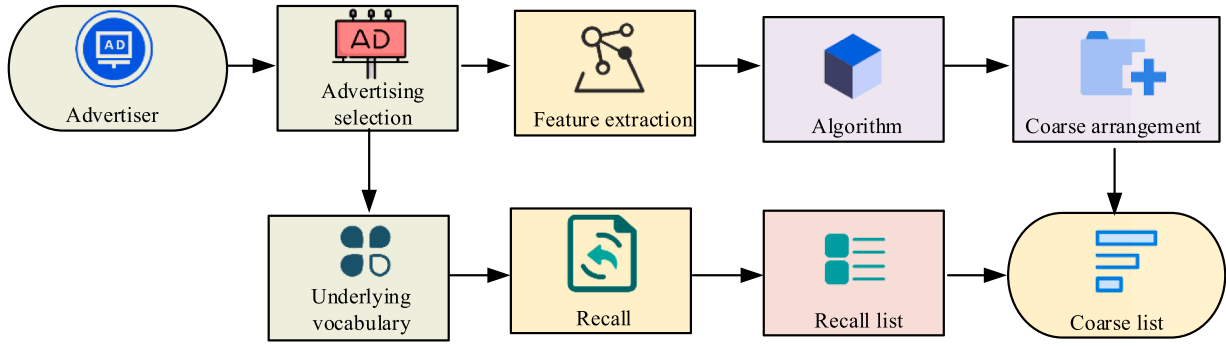 AD
Advertiser
AD
Advertising
selection
Feature extraction
Algorithm
Coarse arrangement
Underlying
vocabulary
Recall
Recall list
Coarse list